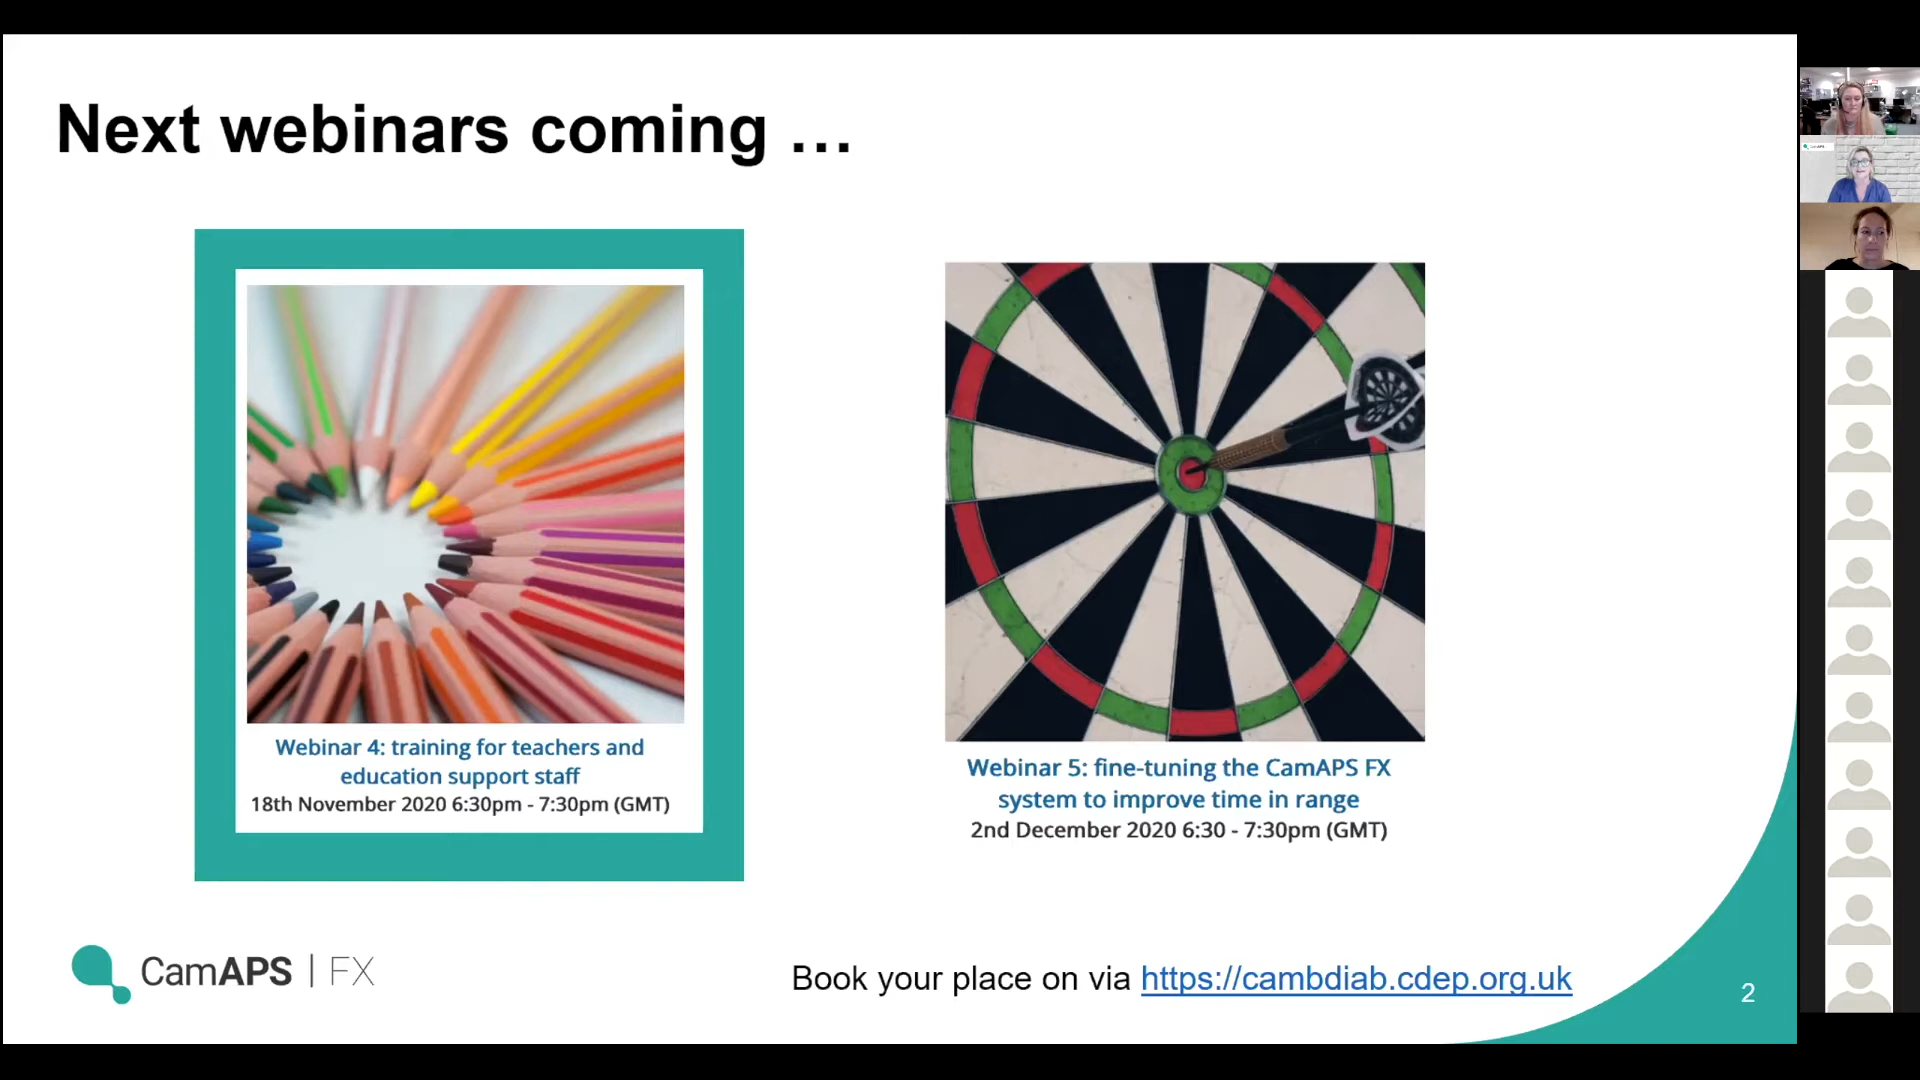 Next webinars coming ...
Webinar 4: training for teachers and
education support staff
18th November 2020 6:30pm - 7:30pm (GMT)
Webinar 5: fine-tuning the CamAPS FX
system to improve time in range
2nd December 2020 6:30 - 7:30pm (GMT)
CamAPS | FX
Book your place on via https://cambdiab.cdep.org.uk
2